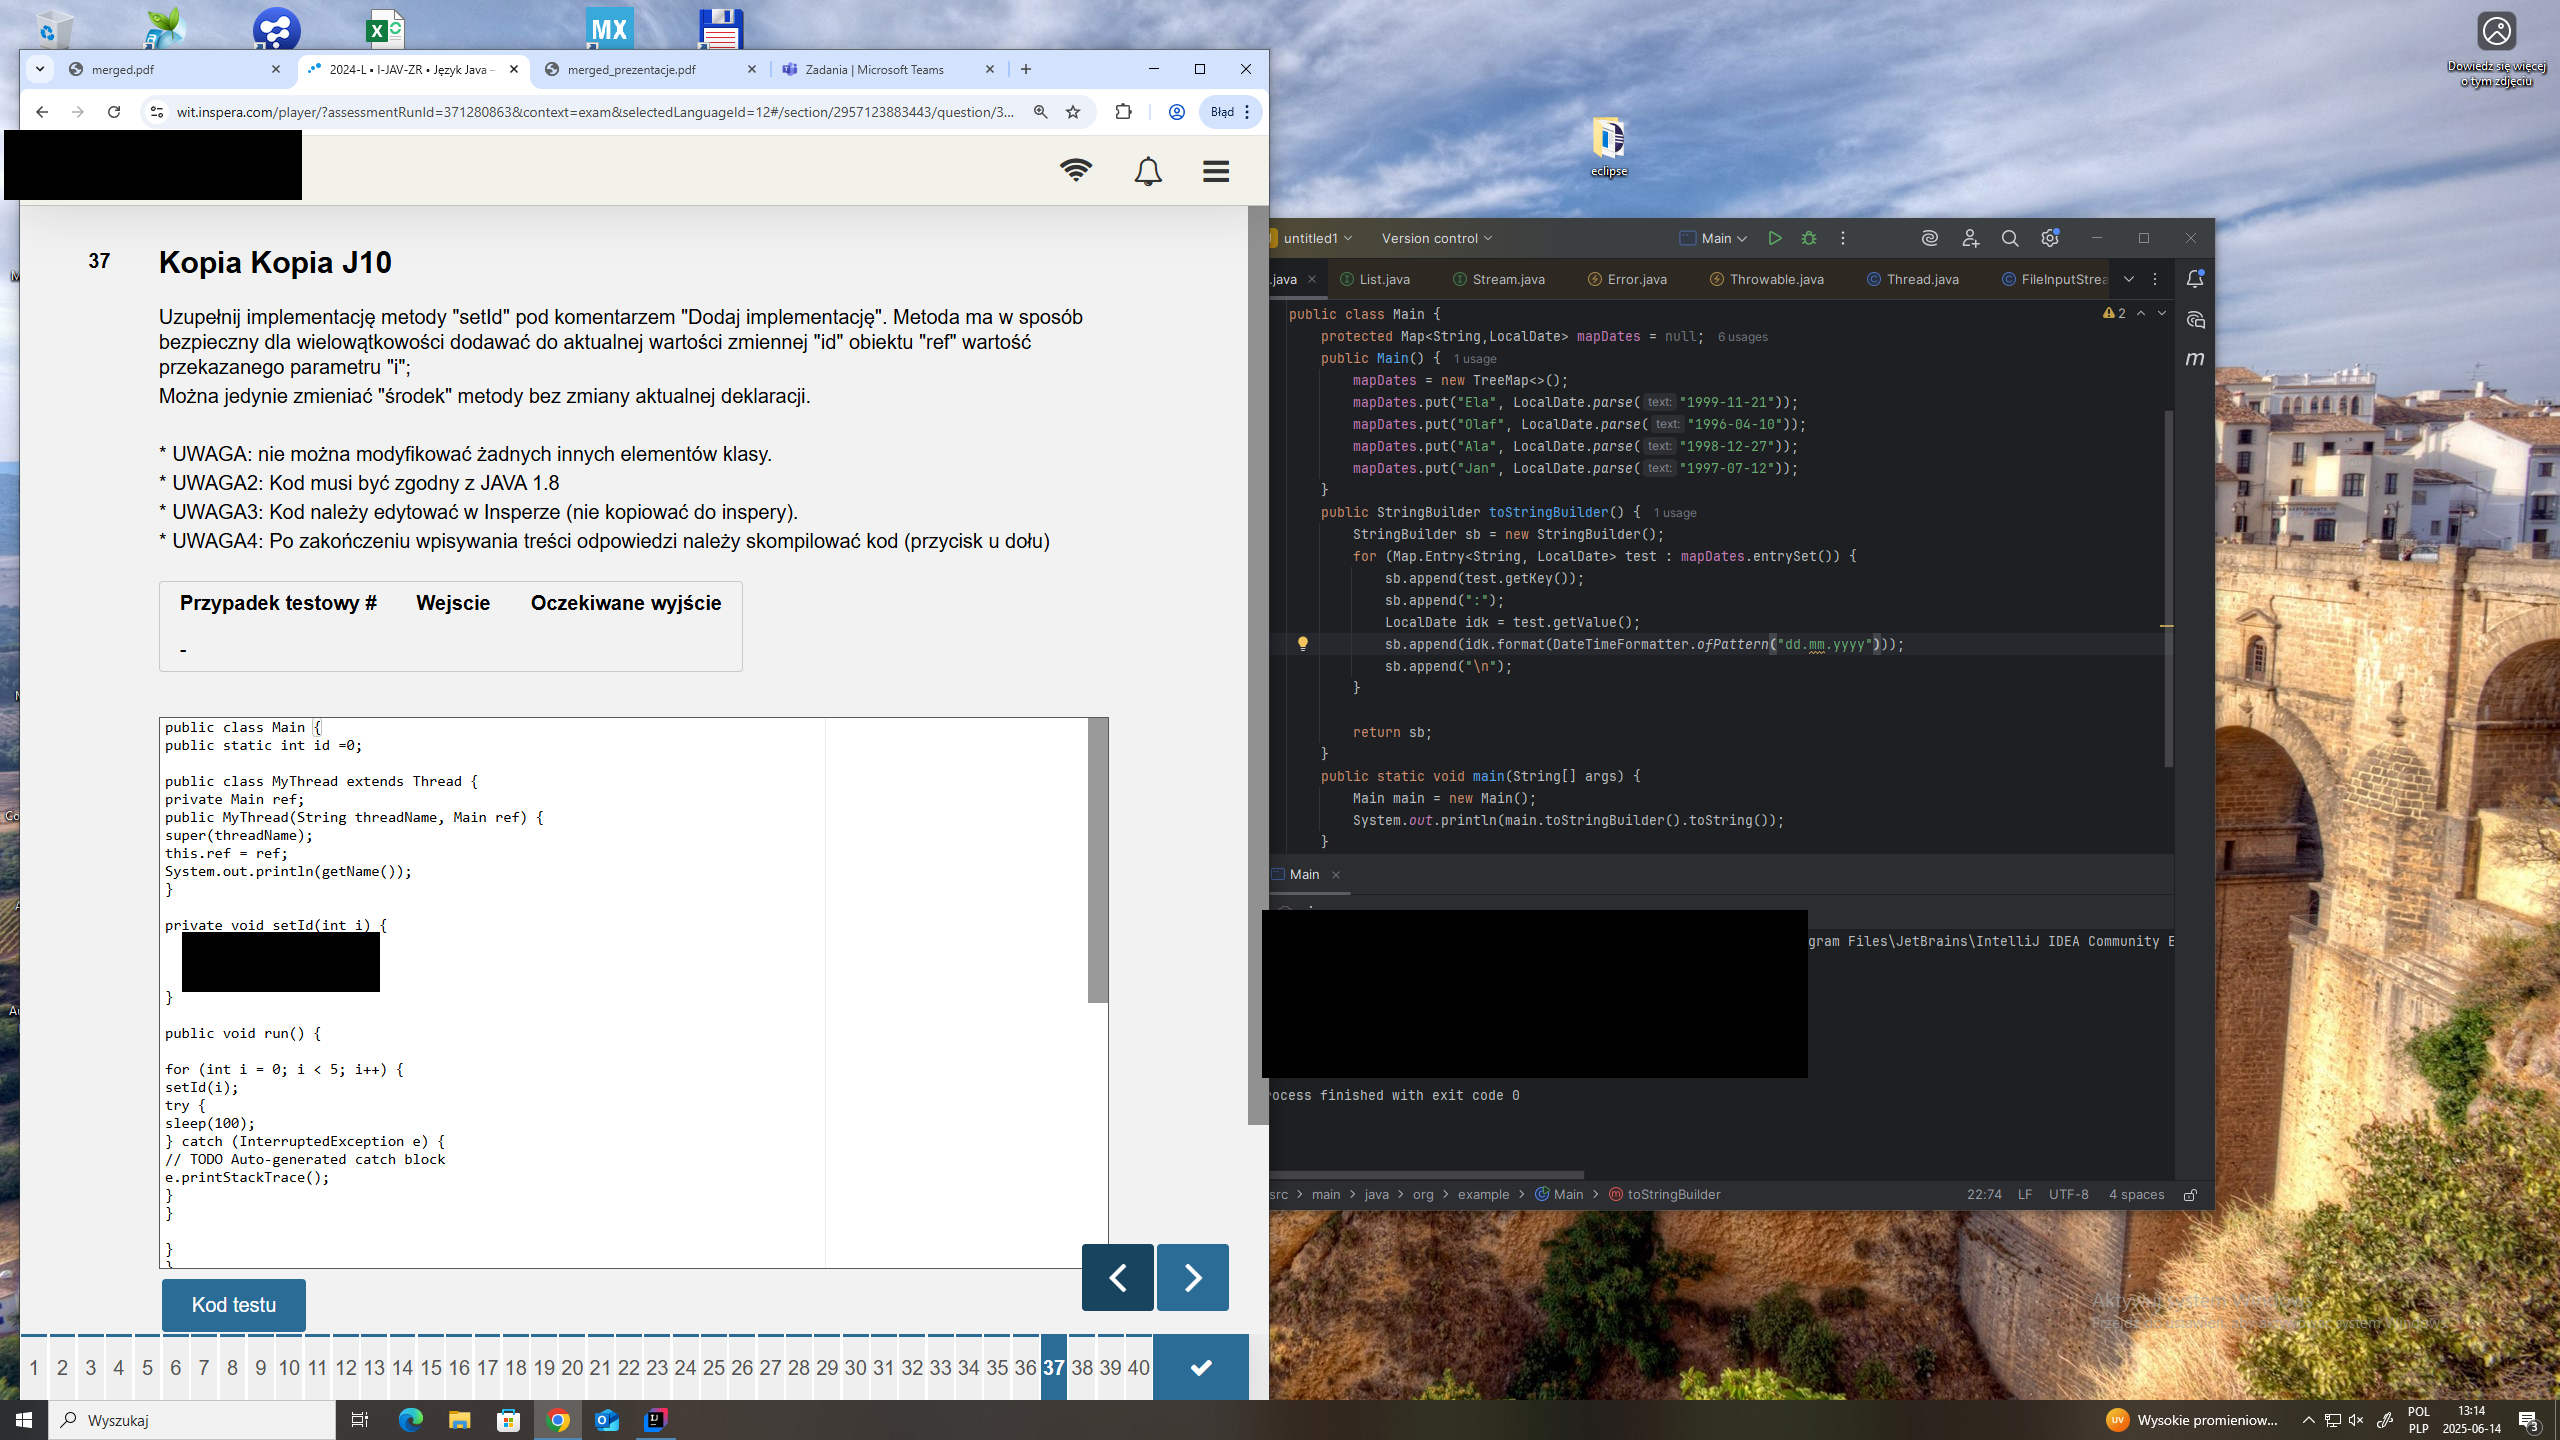 Dowiedz się więcej
o tym zdjęciu
eclipse
merged.pdf
2024-L • I-JAV-ZR • Język Java –
merged_prezentacje.pdf
Zadania | Microsoft Teams
wit.inspera.com/player/?assessmentRunId=371280863&context=exam&selectedLanguageId=12#/section/2957123883443/question/3...
Błąd
37
Kopia Kopia J10
Uzupełnij implementację metody "setId" pod komentarzem "Dodaj implementację". Metoda ma w sposób
bezpieczny dla wielowątkowości dodawać do aktualnej wartości zmiennej "id" obiektu "ref" wartość
przekazanego parametru "i";
Można jedynie zmieniać "środek" metody bez zmiany aktualnej deklaracji.
* UWAGA: nie można modyfikować żadnych innych elementów klasy.
* UWAGA2: Kod musi być zgodny z JAVA 1.8
* UWAGA3: Kod należy edytować w Insperze (nie kopiować do inspery).
* UWAGA4: Po zakończeniu wpisywania treści odpowiedzi należy skompilować kod (przycisk u dołu)
Przypadek testowy # Wejscie Oczekiwane wyjście
-
public class Main {
public static int id =0;
public class MyThread extends Thread {
private Main ref;
public MyThread(String threadName, Main ref) {
super(threadName);
this.ref = ref;
System.out.println(getName());
}
private void setId(int i) {
}
public void run() {
for (int i = 0; i < 5; i++) {
setId(i);
try {
sleep(100);
} catch (InterruptedException e) {
// TODO Auto-generated catch block
e.printStackTrace();
}
}
}
}
Kod testu
1 2 3 4 5 6 7 8 9 10 11 12 13 14 15 16 17 18 19 20 21 22 23 24 25 26 27 28 29 30 31 32 33 34 35 36 37 38 39 40
untitled1
Version control
Main
.java
List.java
Stream.java
Error.java
Throwable.java
Thread.java
FileInputStrea
public class Main {
2
protected Map<String,LocalDate> mapDates = null; 6 usages
public Main() { 1 usage
mapDates = new TreeMap<>();
mapDates.put("Ela", LocalDate.parse( text: "1999-11-21"));
mapDates.put("Olaf", LocalDate.parse( text: "1996-04-10"));
mapDates.put("Ala", LocalDate.parse( text: "1998-12-27"));
mapDates.put("Jan", LocalDate.parse( text: "1997-07-12"));
}
public StringBuilder toStringBuilder() { 1 usage
StringBuilder sb = new StringBuilder();
for (Map.Entry<String, LocalDate> test : mapDates.entrySet()) {
sb.append(test.getKey());
sb.append(":");
LocalDate idk = test.getValue();
sb.append(idk.format(DateTimeFormatter.ofPattern("dd.mm.yyyy")));
sb.append("\n");
}
return sb;
}
public static void main(String[] args) {
Main main = new Main();
System.out.println(main.toStringBuilder().toString());
}
Main
gram Files\JetBrains\IntelliJ IDEA Community E
rocess finished with exit code 0
src > main > java > org > example > Main > toStringBuilder
22:74 LF UTF-8 4 spaces
Wyszukaj
Wysokie promieniow...
POL
PLP
13:14
2025-06-14
3